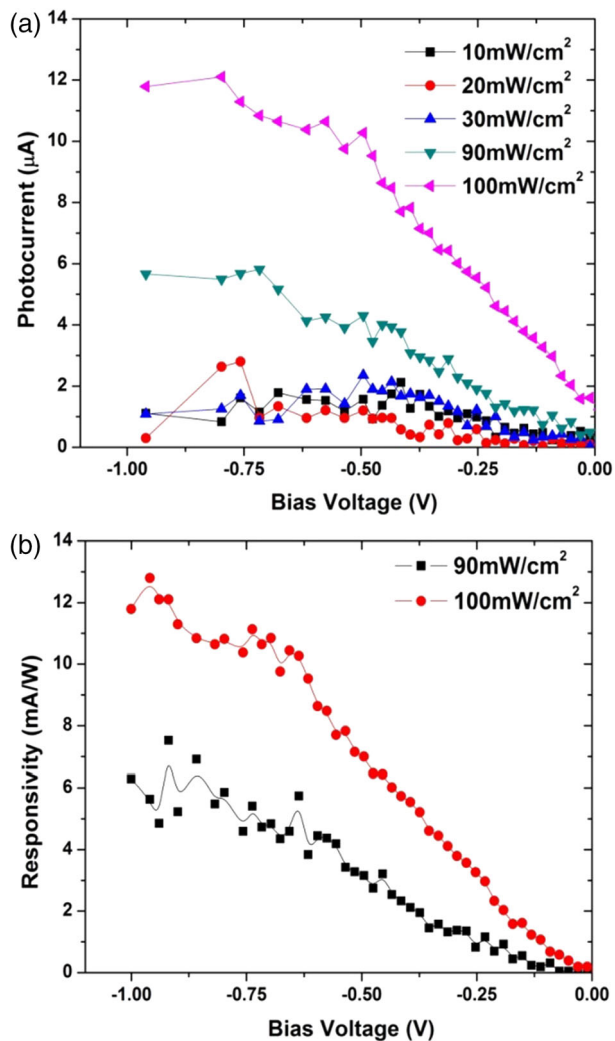 (a)
14
12
10
8
6
4
2
0
Photocurrent (μA)
10mW/cm²
20mW/cm²
30mW/cm²
90mW/cm²
100mW/cm²
-1.00 -0.75 -0.50 -0.25 0.00
Bias Voltage (V)
(b)
14
12
10
8
6
4
2
0
Responsivity (mA/W)
90mW/cm²
100mW/cm²
-1.00 -0.75 -0.50 -0.25 0.00
Bias Voltage (V)